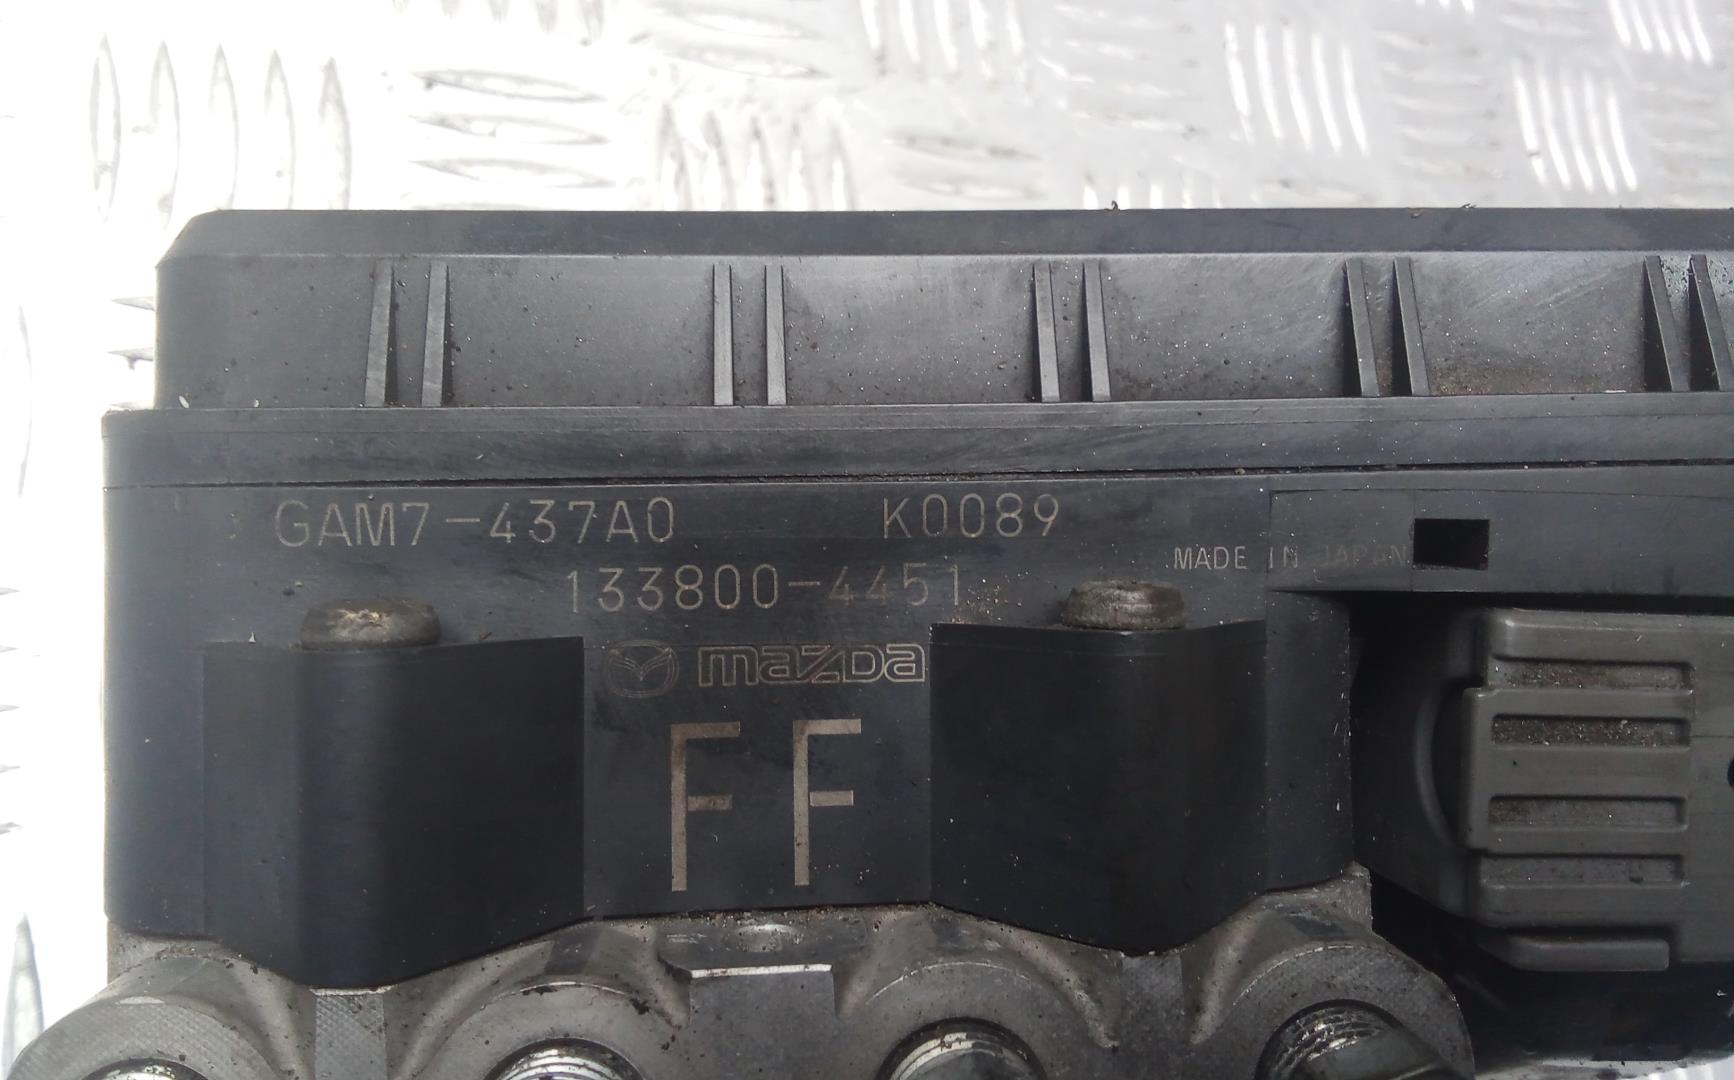 GAM7-437A0 K0089
MADE IN JAPAN
133800-4451
mazda
FF